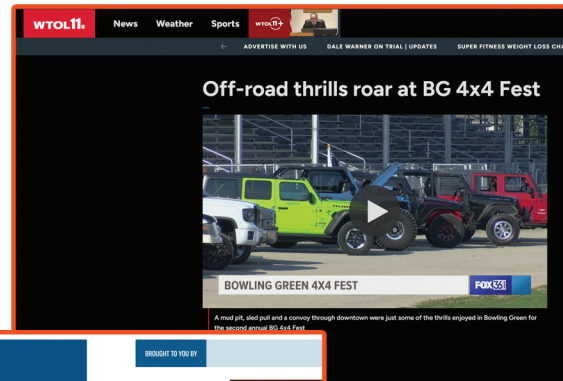 WTOL11.
News
Weather
Sports
WTOL11+
← ADVERTISE WITH US
DALE WARNER ON TRIAL | UPDATES
SUPER FITNESS WEIGHT LOSS CHA
Off-road thrills roar at BG 4x4 Fest
BOWLING GREEN 4X4 FEST
FOX36
A mud pit, sled pull and a convoy through downtown were just some of the thrills enjoyed in Bowling Green for
the second annual BG 4x4 Fest
BROUGHT TO YOU BY